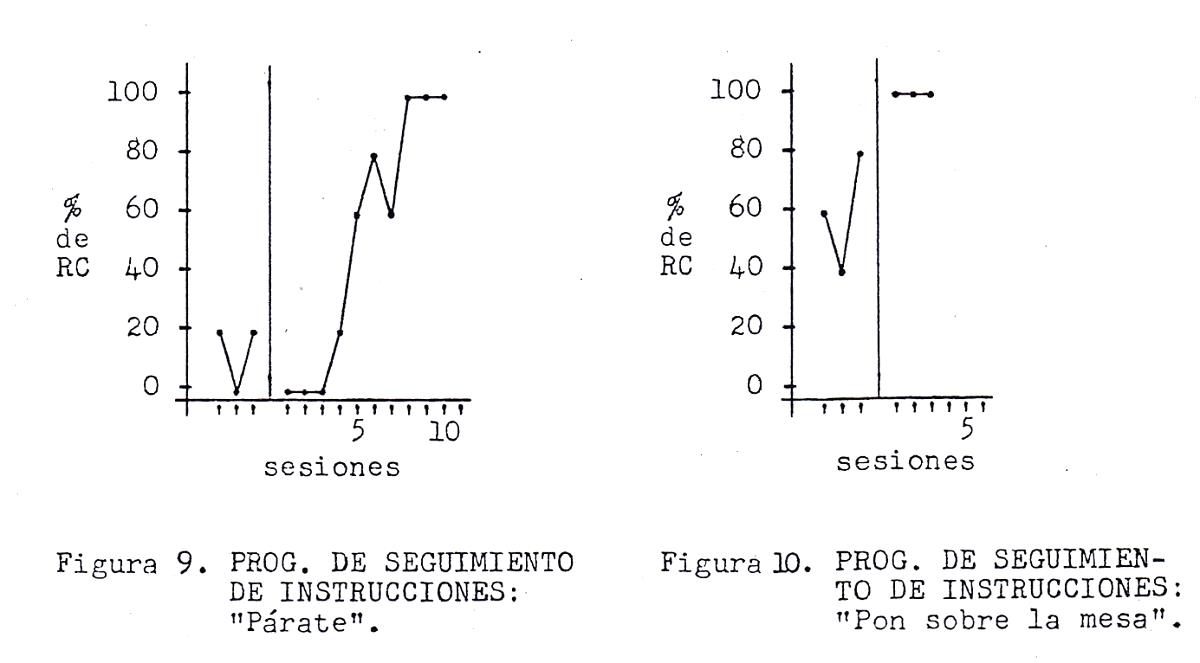 100
80
60
40
20
0
%
de
RC
5 10
sesiones
Figura 9. PROG. DE SEGUIMIENTO
DE INSTRUCCIONES:
"Párate".
100
80
60
40
20
0
%
de
RC
5
sesiones
Figura 10. PROG. DE SEGUIMIEN-
TO DE INSTRUCCIONES:
"Pon sobre la mesa".